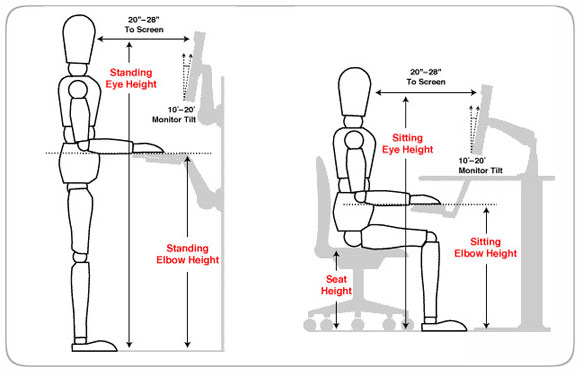 20"–28"
To Screen
Standing
Eye Height
10˚–20˚
Monitor Tilt
Standing
Elbow Height
20"–28"
To Screen
Sitting
Eye Height
10˚–20˚
Monitor Tilt
Sitting
Elbow Height
Seat
Height